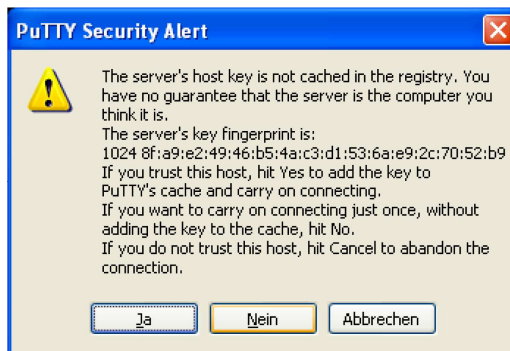 PuTTY Security Alert
The server's host key is not cached in the registry. You
have no guarantee that the server is the computer you
think it is.
The server's key fingerprint is:
1024 8f:a9:e2:49:46:b5:4a:c3:d1:53:6a:e9:2c:70:52:b9
If you trust this host, hit Yes to add the key to
PuTTY's cache and carry on connecting.
If you want to carry on connecting just once, without
adding the key to the cache, hit No.
If you do not trust this host, hit Cancel to abandon the
connection.
Ja
Nein
Abbrechen